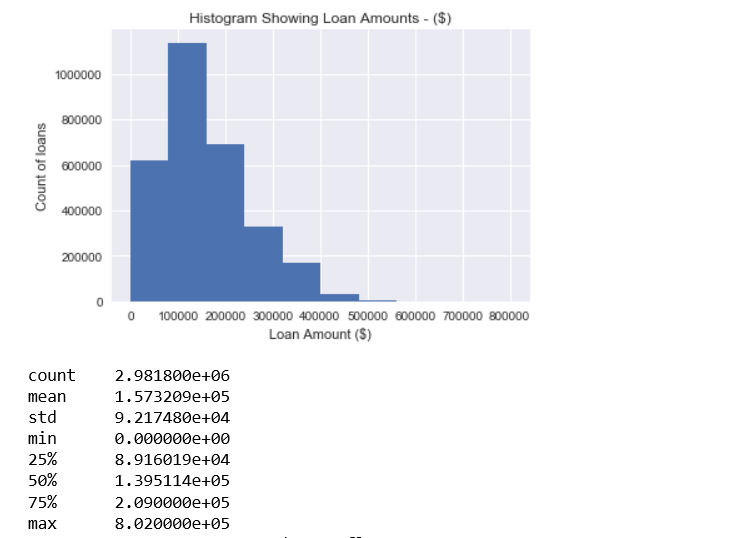 Histogram Showing Loan Amounts - ($)
1000000
800000
600000
400000
200000
0
Count of loans
0 100000 200000 300000 400000 500000 600000 700000 800000
Loan Amount ($)
count 2.981800e+06
mean 1.573209e+05
std 9.217480e+04
min 0.000000e+00
25% 8.916019e+04
50% 1.395114e+05
75% 2.090000e+05
max 8.020000e+05